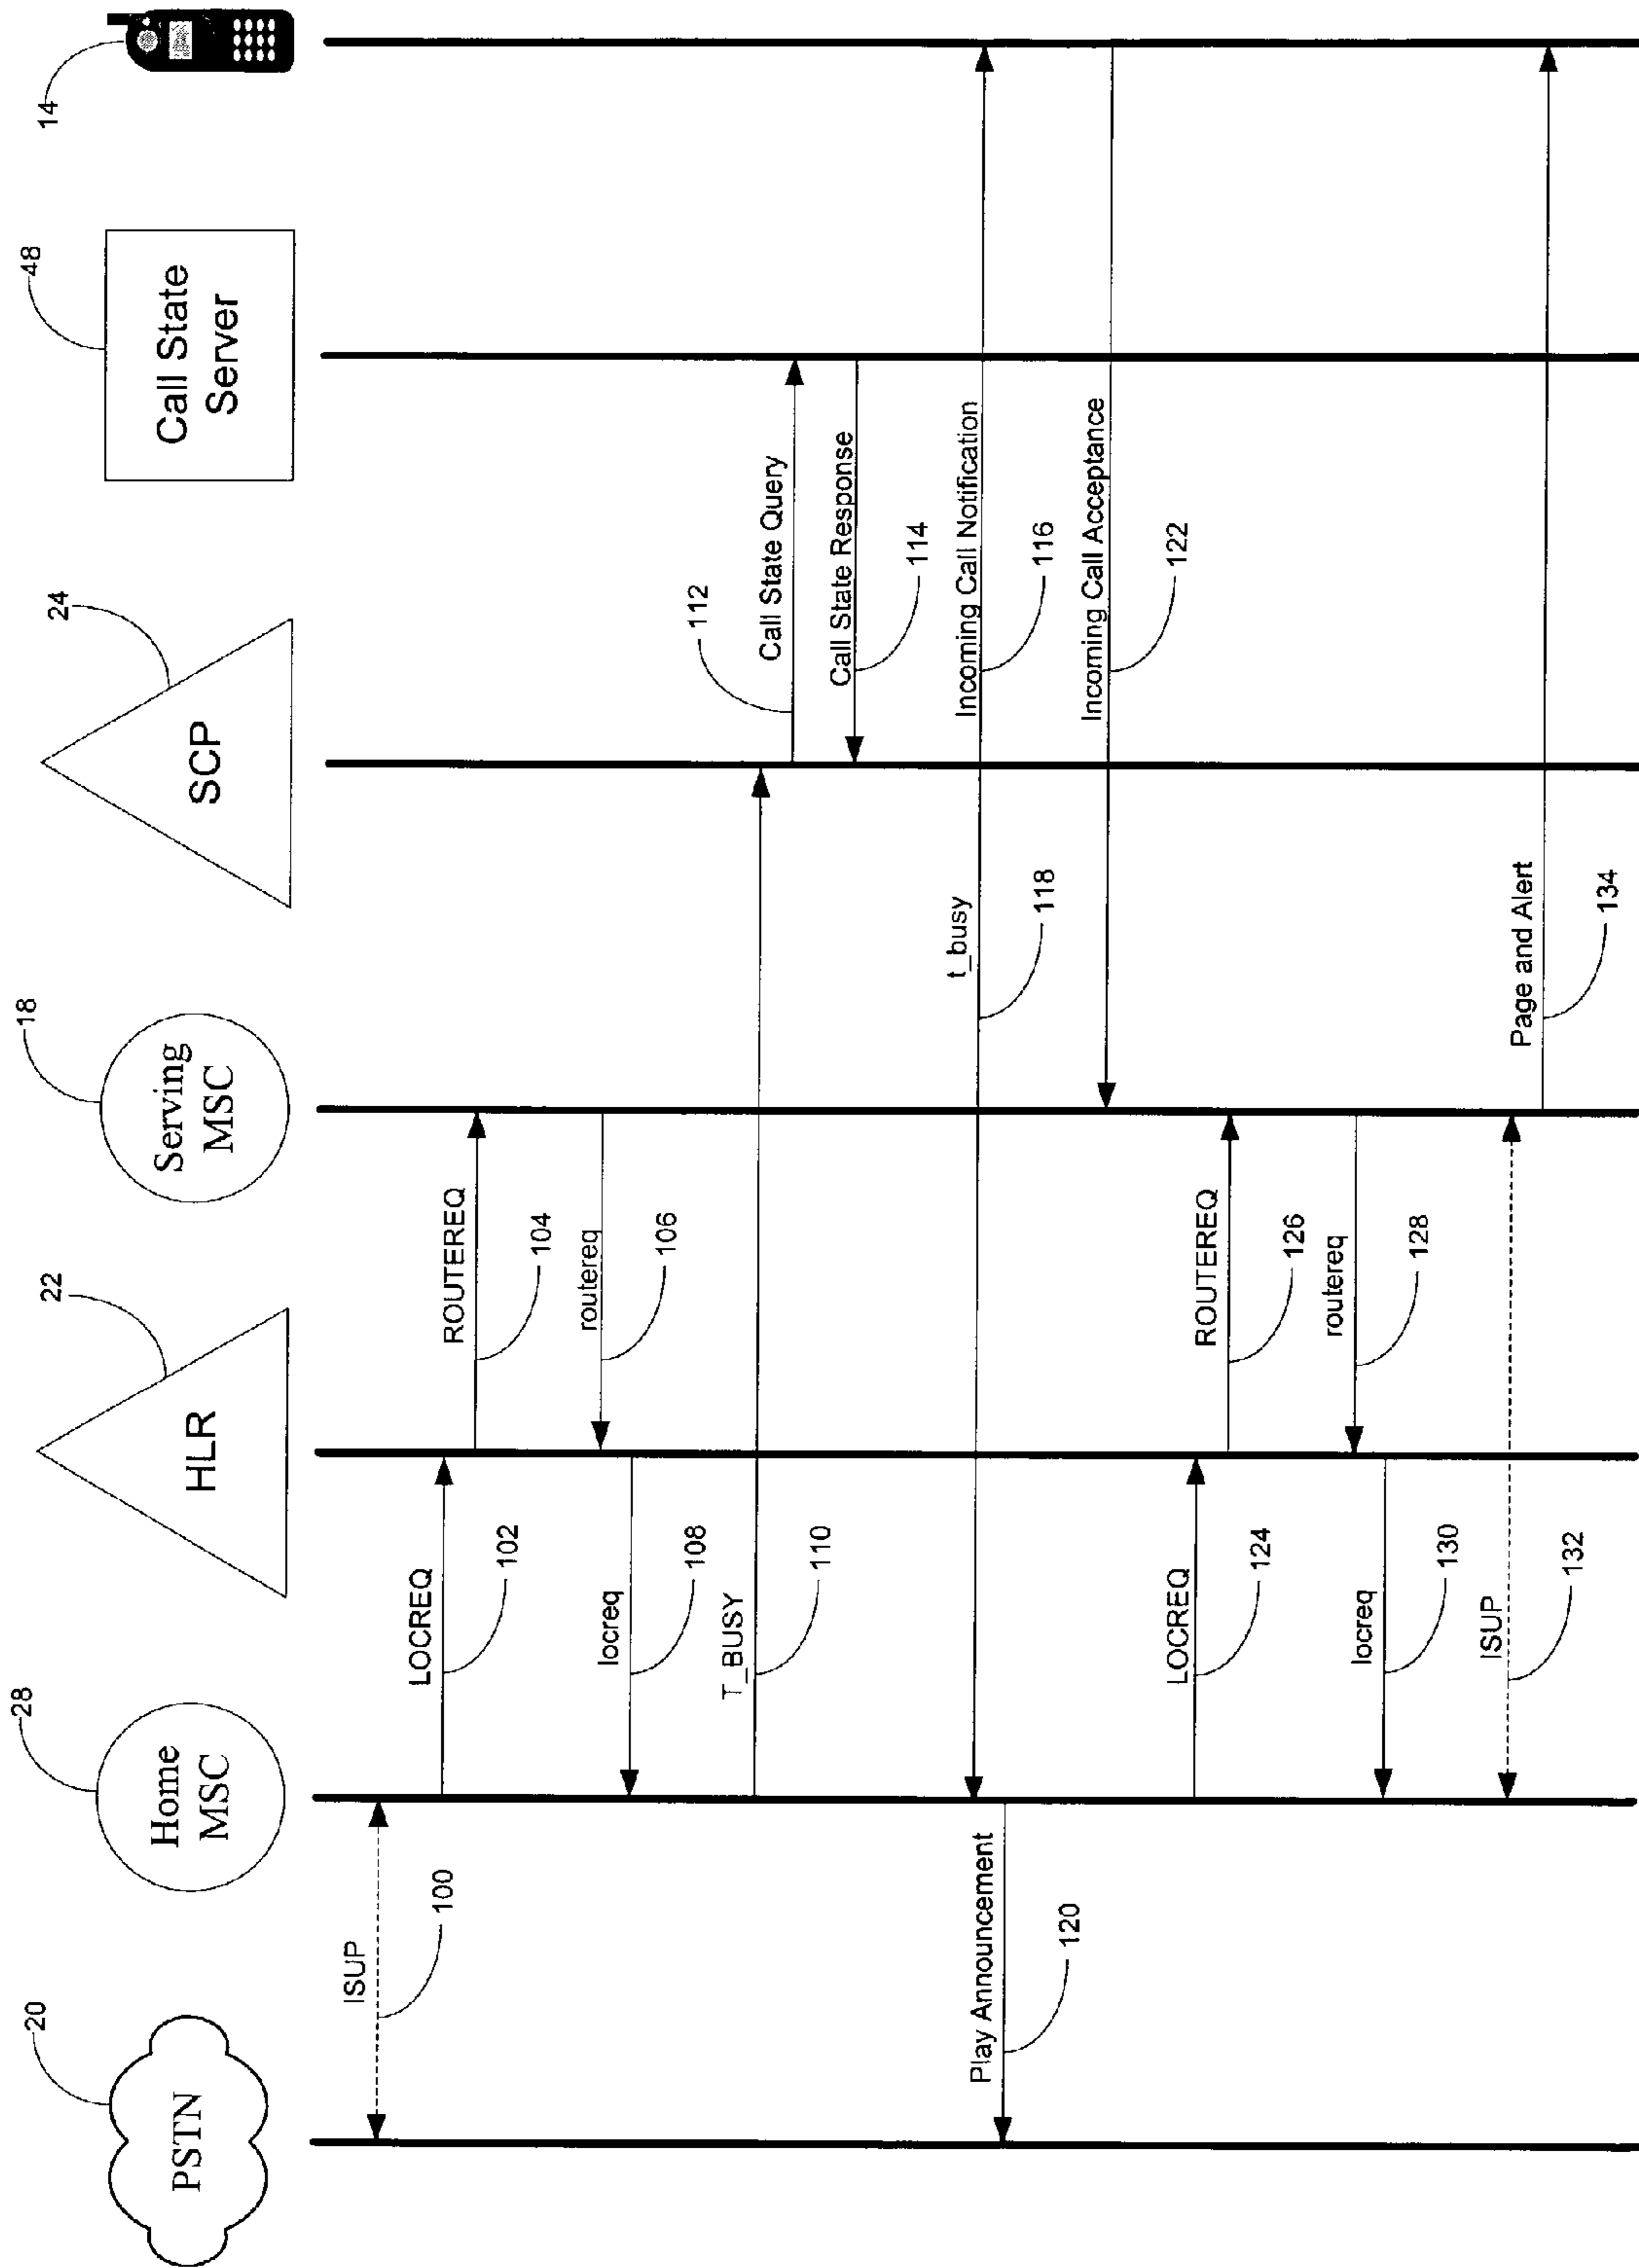 20
PSTN
28
Home
MSC
22
HLR
18
Serving
MSC
24
SCP
48
Call State
Server
14
ISUP
100
LOCREQ
102
ROUTEREQ
104
routereq
106
locreq
108
T_BUSY
110
112
Call State Query
Call State Response
114
Incoming Call Notification
116
t_busy
118
Play Announcement
120
Incoming Call Acceptance
122
LOCREQ
124
ROUTEREQ
126
routereq
128
locreq
130
ISUP
132
Page and Alert
134